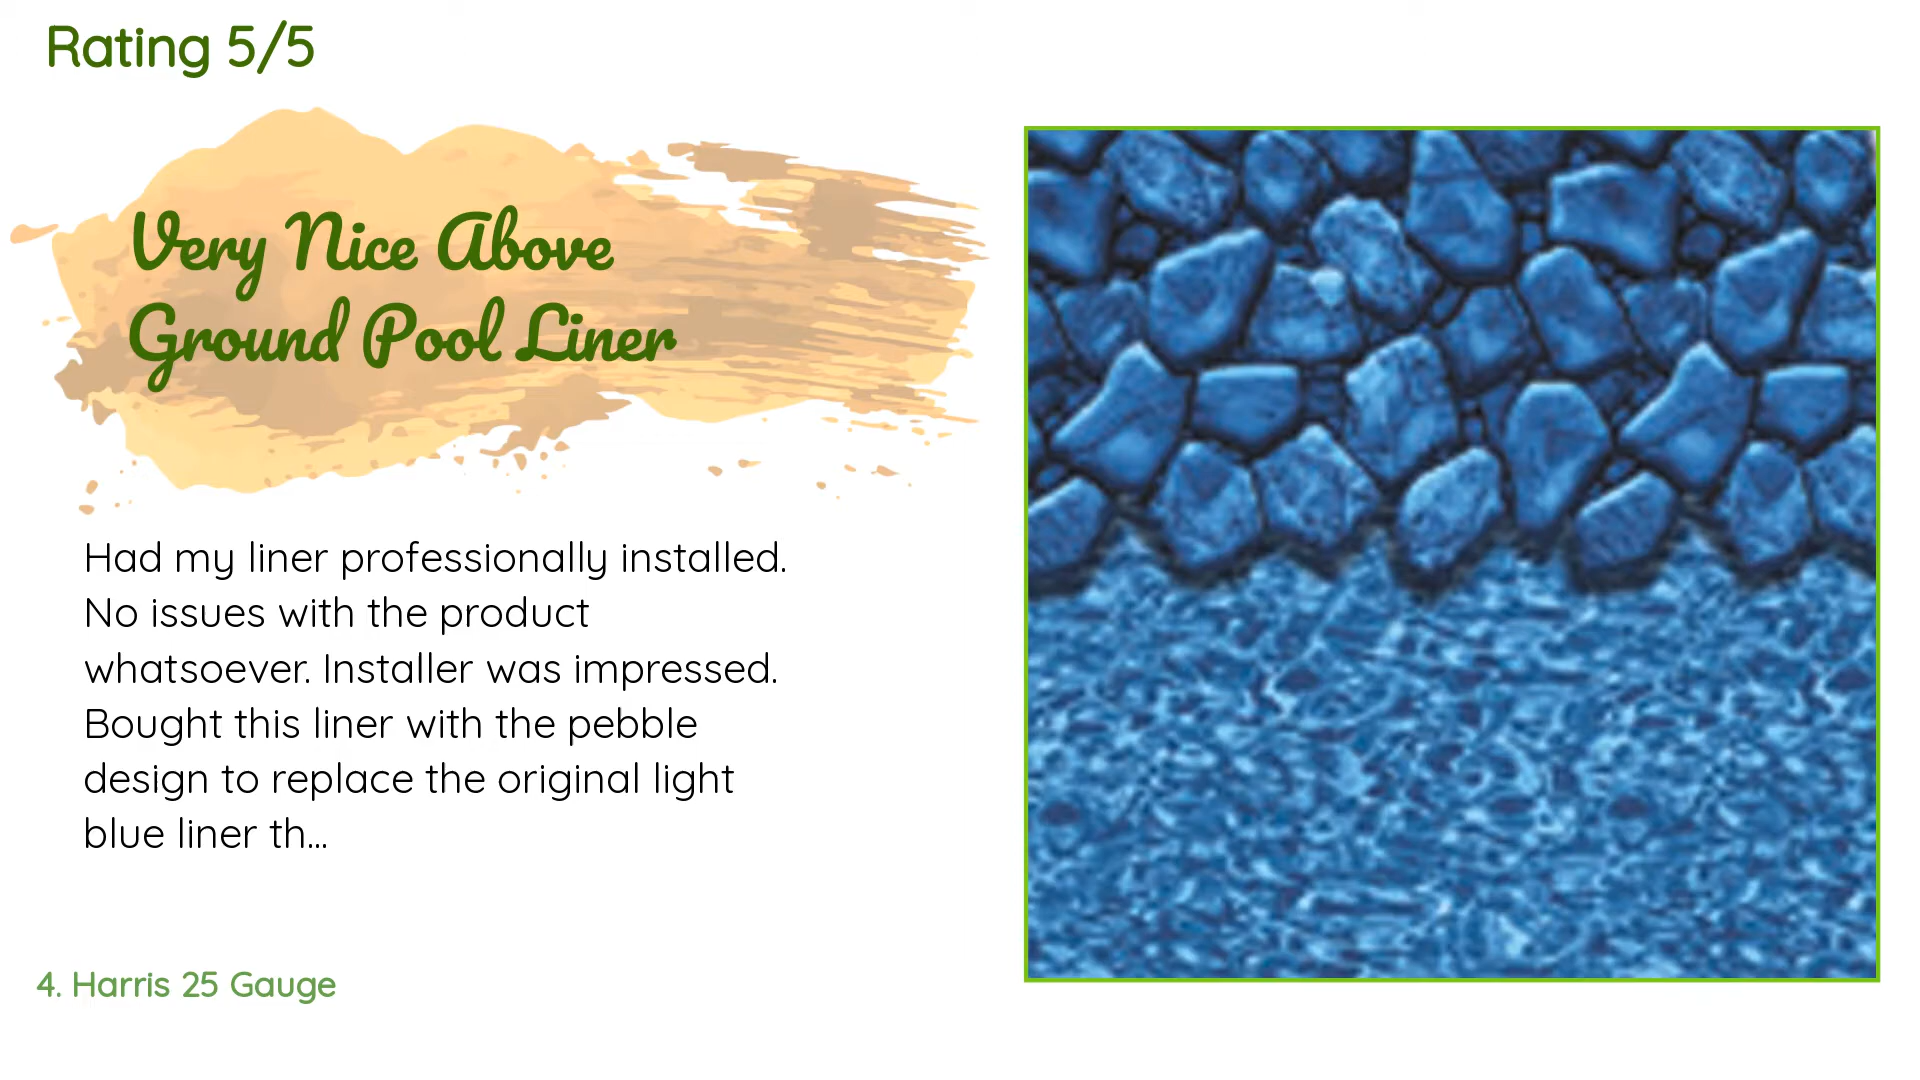 Rating 5/5
Very Nice Above
Ground Pool Liner
Had my liner professionally installed.
No issues with the product
whatsoever. Installer was impressed.
Bought this liner with the pebble
design to replace the original light
blue liner th...
4. Harris 25 Gauge